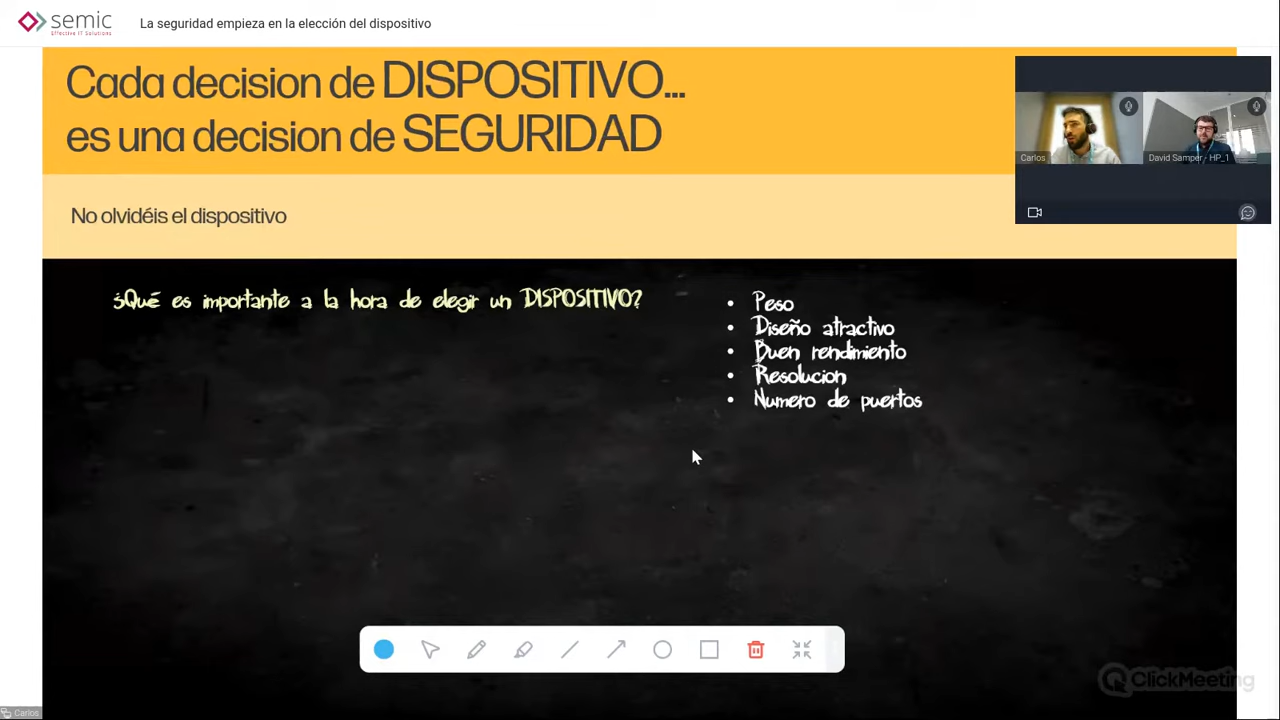 semic
Effective IT Solutions
La seguridad empieza en la elección del dispositivo
Cada decision de DISPOSITIVO...
es una decision de SEGURIDAD
Carlos
David Samper - HP_1
No olvidéis el dispositivo
¿Qué es importante a la hora de elegir un DISPOSITIVO?
• Peso
• Diseño atractivo
• Buen rendimiento
• Resolucion
• Numero de puertos
ClickMeeting
Carlos